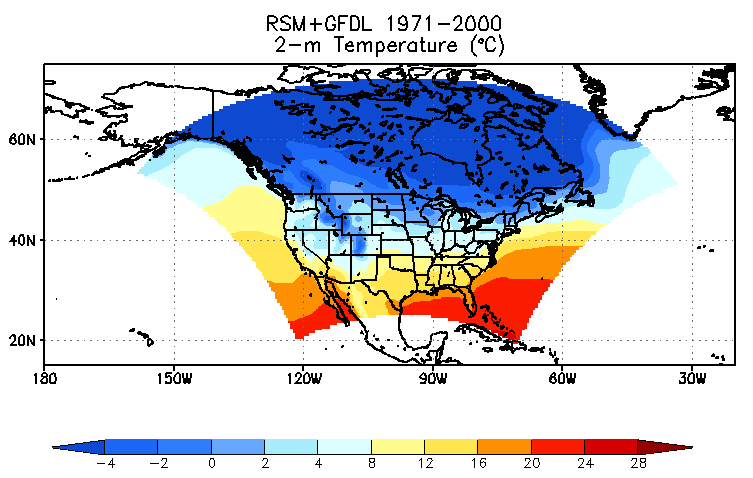 RSM+GFDL 1971-2000
2-m Temperature (°C)
60N
40N
20N
180 150W 120W 90W 60W 30W
-4 -2 0 2 4 8 12 16 20 24 28